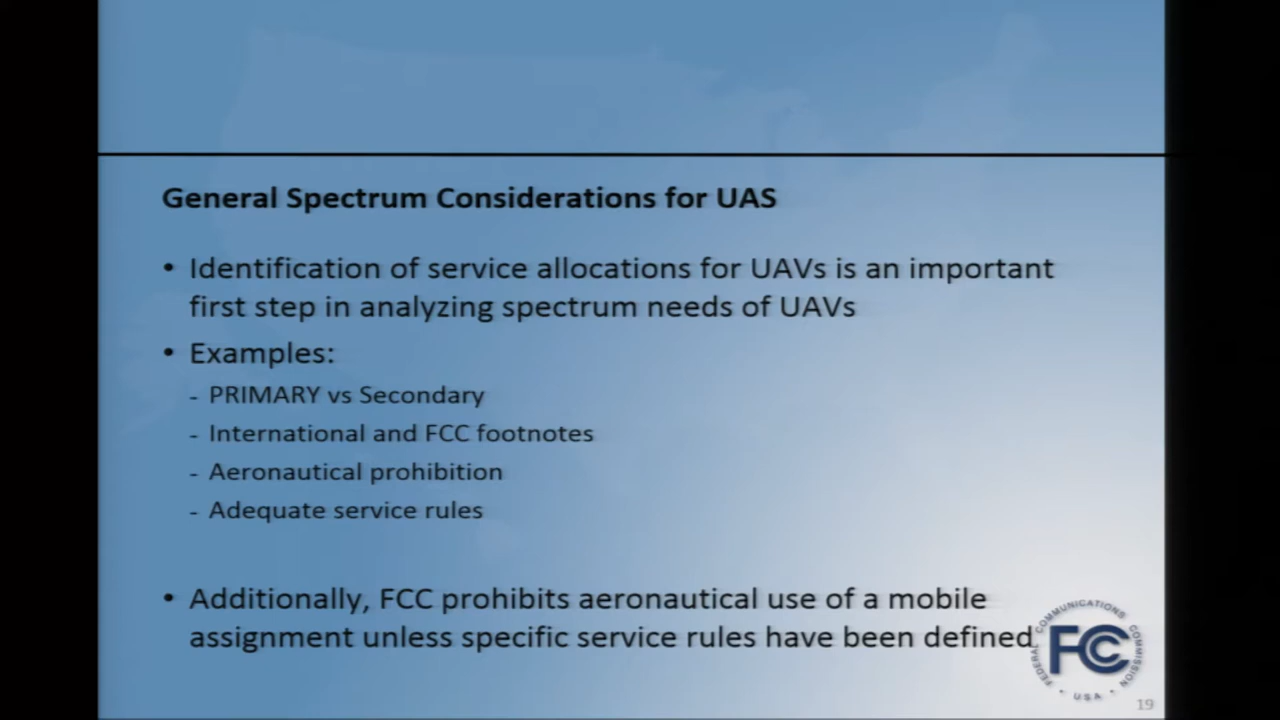 General Spectrum Considerations for UAS
• Identification of service allocations for UAVs is an important
first step in analyzing spectrum needs of UAVs
• Examples:
- PRIMARY vs Secondary
- International and FCC footnotes
- Aeronautical prohibition
- Adequate service rules
• Additionally, FCC prohibits aeronautical use of a mobile
assignment unless specific service rules have been defined
FEDERAL COMMUNICATIONS COMMISSION
FCC
• USA •
19